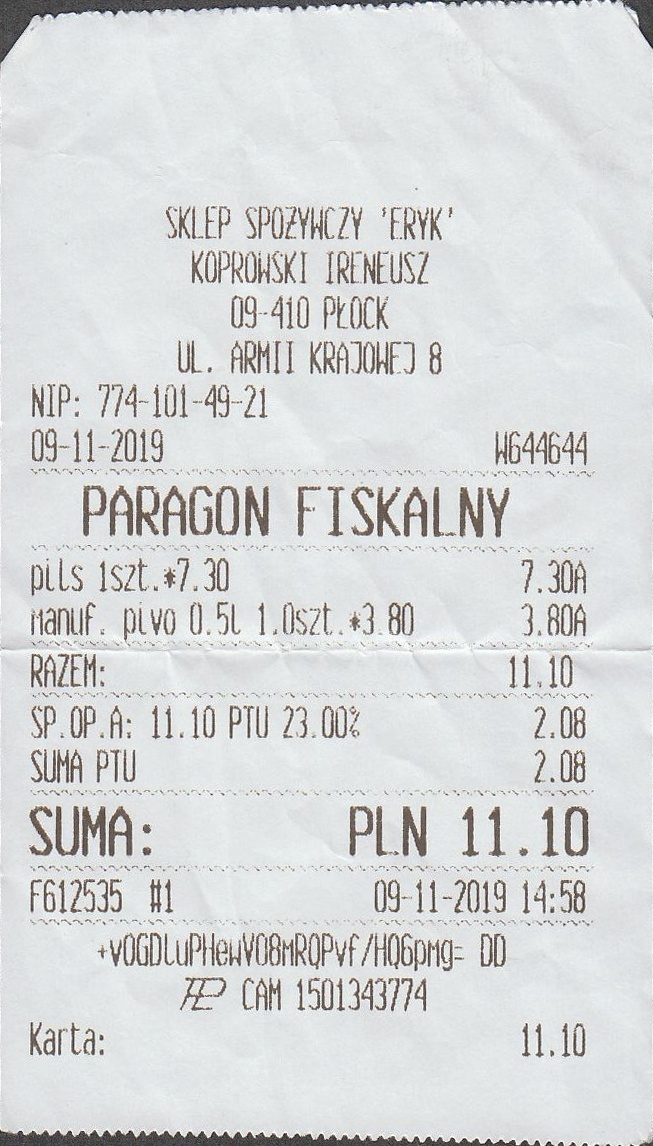 SKLEP SPOŻYWCZY 'ERYK'
KOPROWSKI IRENEUSZ
09-410 PŁOCK
UL. ARMII KRAJOWEJ 8
NIP: 774-101-49-21
09-11-2019 W644644
PARAGON FISKALNY
pils 1szt.*7.30 7.30A
manuf. piwo 0.5l 1.0szt.*3.80 3.80A
RAZEM: 11.10
SP.OP.A: 11.10 PTU 23.00% 2.08
SUMA PTU 2.08
SUMA: PLN 11.10
F612535 #1 09-11-2019 14:58
+vOGDluPHewVO8mRQPvf/HQ6pmg= DD
CAM 1501343774
Karta: 11.10